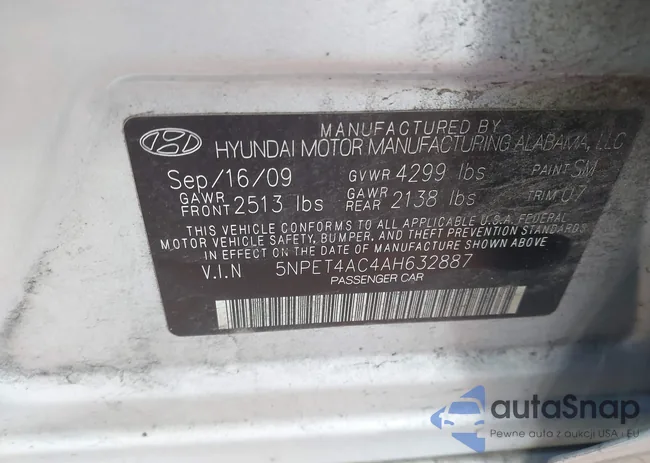 MANUFACTURED BY
HYUNDAI MOTOR MANUFACTURING ALABAMA, LLC
Sep/16/09 GVWR 4299 lbs PAINT SM
GAWR FRONT 2513 lbs GAWR REAR 2138 lbs TRIM U7
THIS VEHICLE CONFORMS TO ALL APPLICABLE U.S.A. FEDERAL
MOTOR VEHICLE SAFETY, BUMPER, AND THEFT PREVENTION STANDARDS
IN EFFECT ON THE DATE OF MANUFACTURE SHOWN ABOVE
V.I.N 5NPET4AC4AH632887
PASSENGER CAR
autaSnap
Pewne auta z aukcji USA i EU